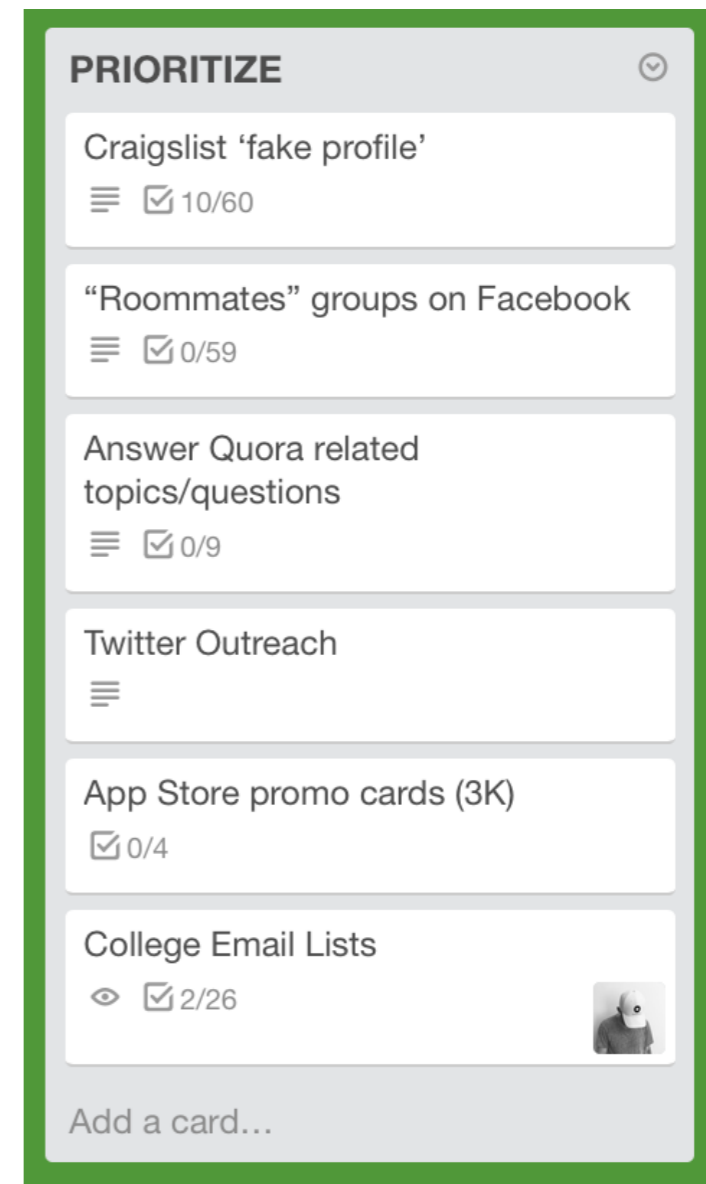 PRIORITIZE
Craigslist ‘fake profile’
10/60
“Roommates” groups on Facebook
0/59
Answer Quora related
topics/questions
0/9
Twitter Outreach
App Store promo cards (3K)
0/4
College Email Lists
2/26
Add a card...